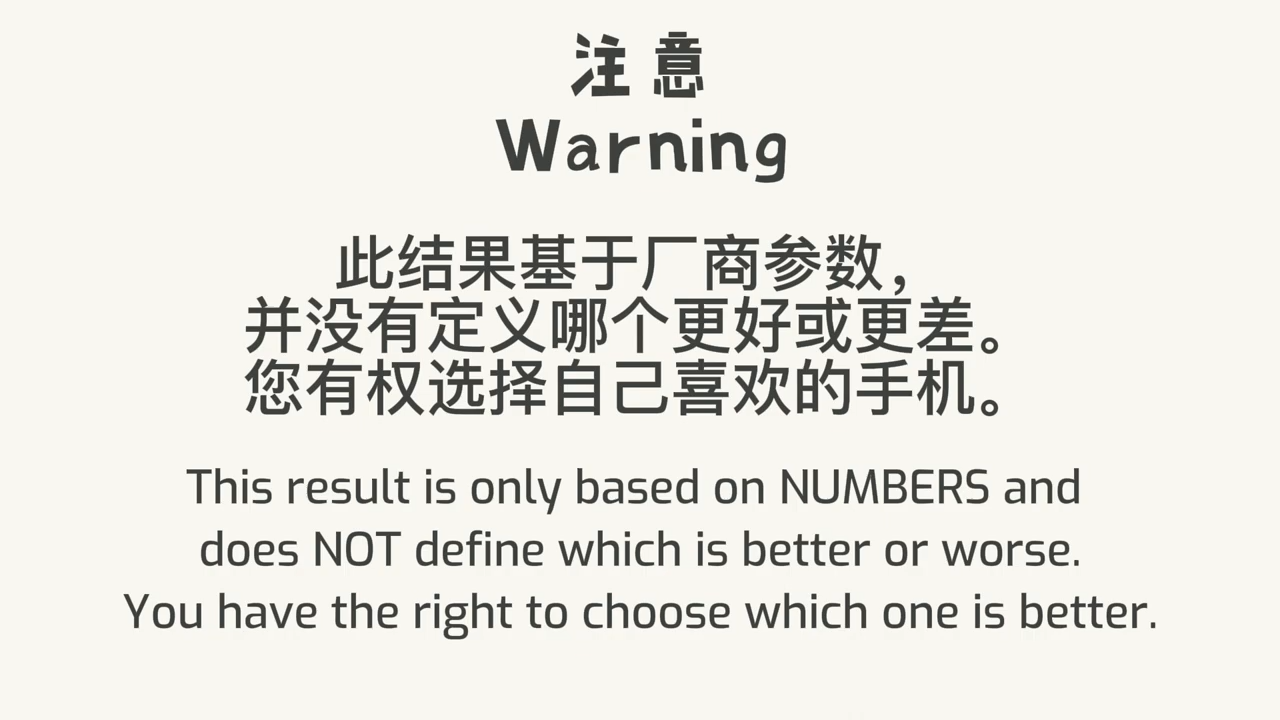 注意
Warning
此结果基于厂商参数，
并没有定义哪个更好或更差。
您有权选择自己喜欢的手机。
This result is only based on NUMBERS and
does NOT define which is better or worse.
You have the right to choose which one is better.